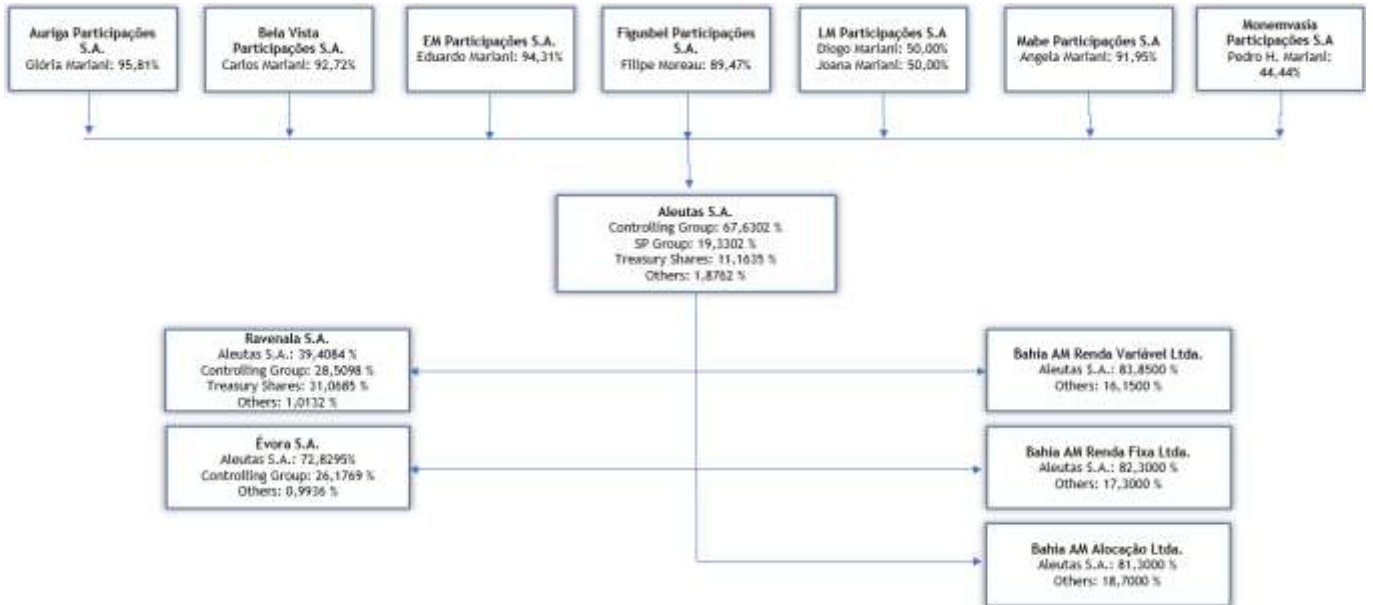 Auriga Participações
S.A.
Glória Mariani: 95,81%
Bela Vista
Participações S.A.
Carlos Mariani: 92,72%
EM Participações S.A.
Eduardo Mariani: 94,31%
Figusbel Participações
S.A.
Filipe Moreau: 89,47%
LM Participações S.A
Diogo Mariani: 50,00%
Joana Mariani: 50,00%
Mabe Participações S.A
Angela Mariani: 91,95%
Monemvasia
Participações S.A
Pedro H. Mariani:
44,44%
Aleutas S.A.
Controlling Group: 67,6302 %
SP Group: 19,3302 %
Treasury Shares: 11,1635 %
Others: 1,8762 %
Ravenala S.A.
Aleutas S.A.: 39,4084 %
Controlling Group: 28,5098 %
Treasury Shares: 31,0685 %
Others: 1,0132 %
Bahia AM Renda Variável Ltda.
Aleutas S.A.: 83,8500 %
Others: 16,1500 %
Évora S.A.
Aleutas S.A.: 72,8295%
Controlling Group: 26,1769 %
Others: 0,9936 %
Bahia AM Renda Fixa Ltda.
Aleutas S.A.: 82,3000 %
Others: 17,3000 %
Bahia AM Alocação Ltda.
Aleutas S.A.: 81,3000 %
Others: 18,7000 %